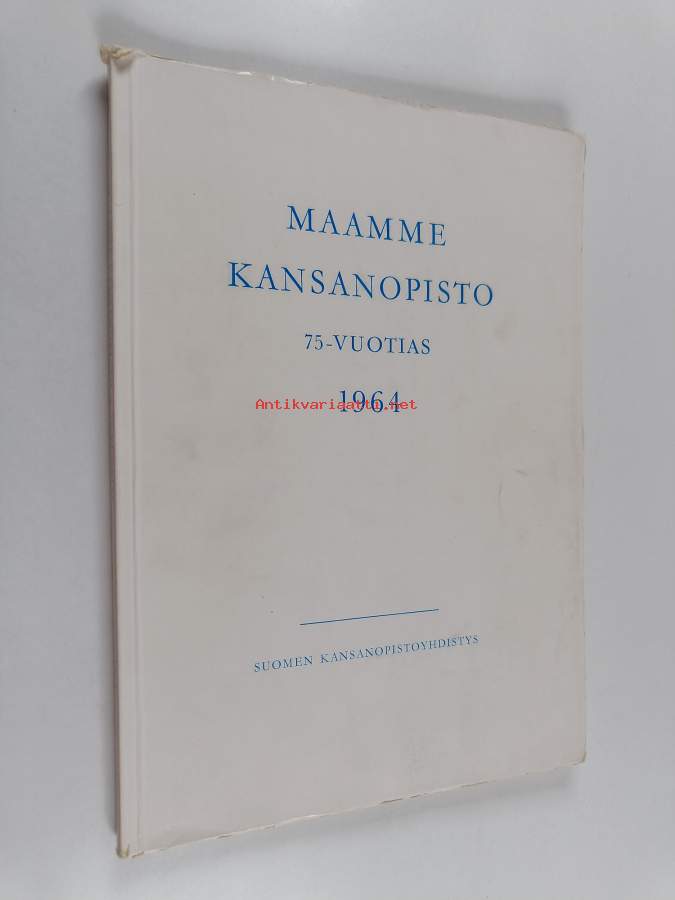 MAAMME
KANSANOPISTO
75-VUOTIAS
1964
Antikvariaatti.net
SUOMEN KANSANOPISTOYHDISTYS